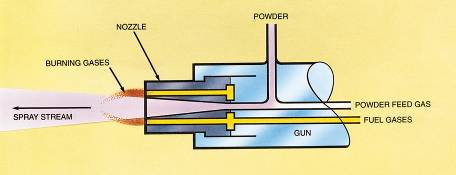 POWDER
NOZZLE
BURNING GASES
POWDER FEED GAS
SPRAY STREAM
FUEL GASES
GUN